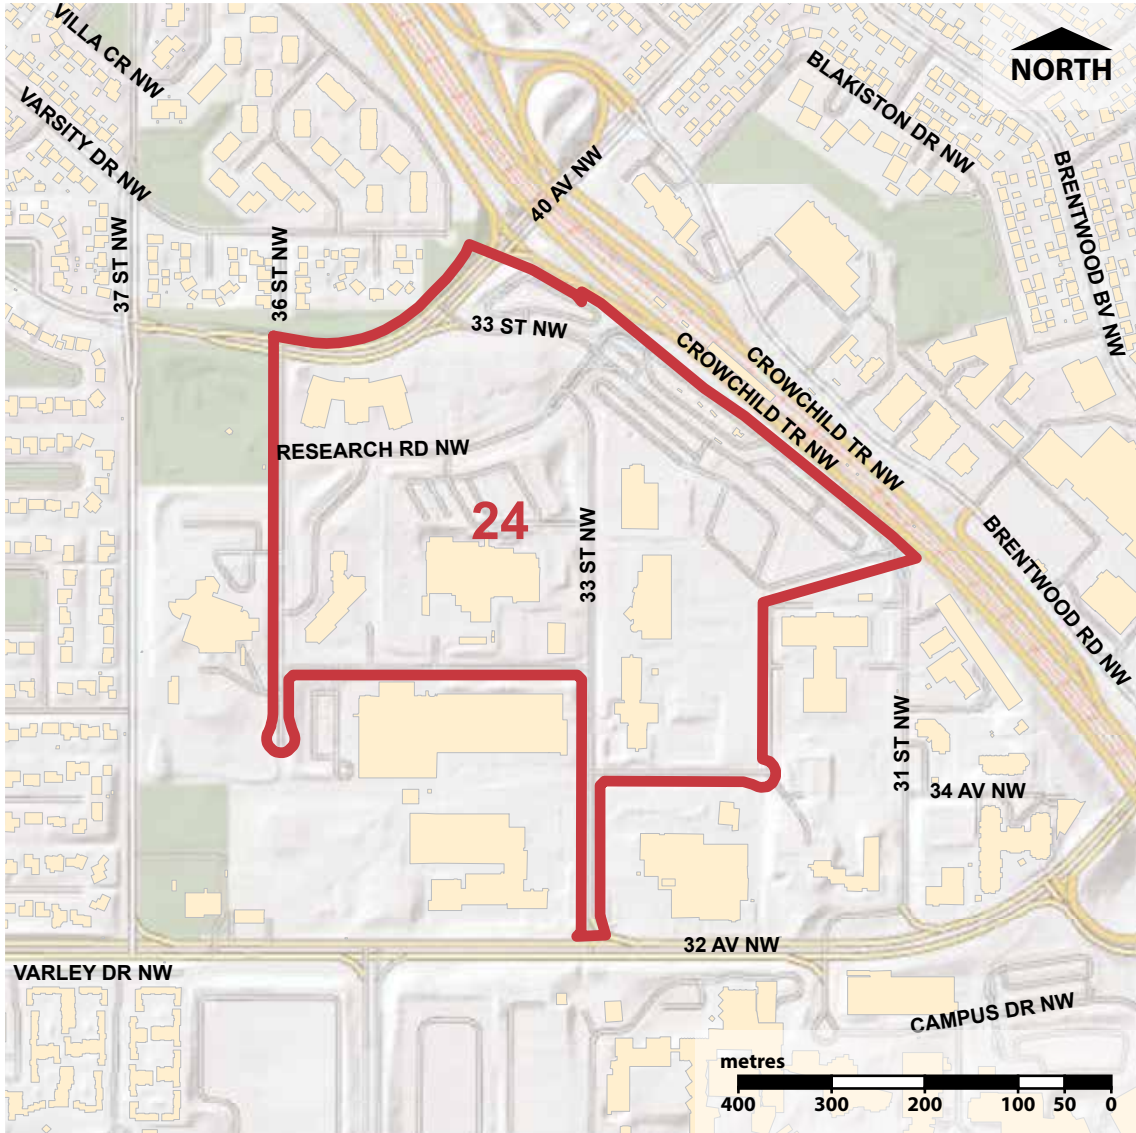 VILLA CR NW
NORTH
BLAKISTON DR NW
VARSITY DR NW
40 AV NW
BRENTWOOD BV NW
37 ST NW
36 ST NW
33 ST NW
CROWCHILD TR NW
CROWCHILD TR NW
RESEARCH RD NW
24
33 ST NW
BRENTWOOD RD NW
31 ST NW
34 AV NW
32 AV NW
VARLEY DR NW
CAMPUS DR NW
metres
400 300 200 100 50 0